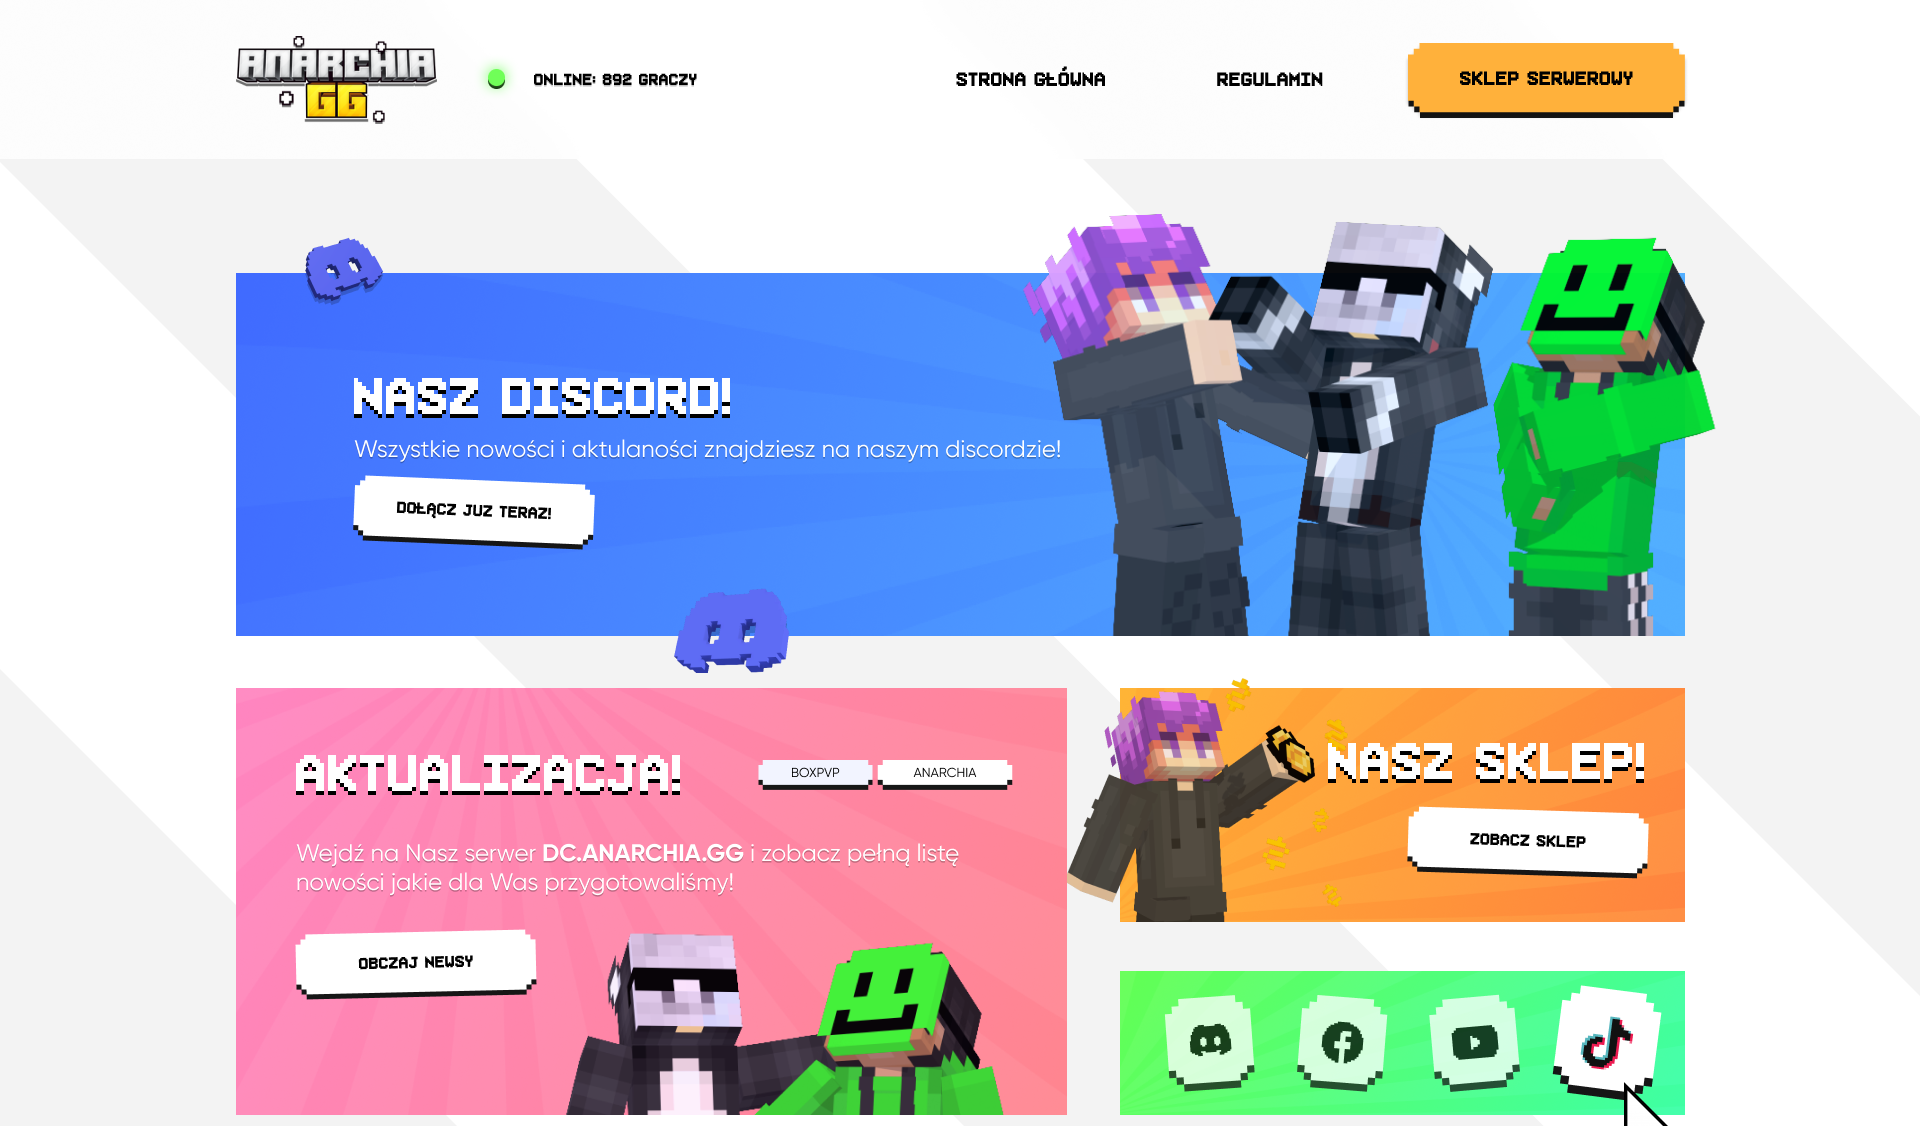 ANARCHIA
GG
ONLINE: 892 GRACZY
STRONA GŁÓWNA
REGULAMIN
SKLEP SERWEROWY
NASZ DISCORD!
Wszystkie nowości i aktulaności znajdziesz na naszym discordzie!
DOŁĄCZ JUZ TERAZ!
AKTUALIZACJA!
BOXPVP
ANARCHIA
Wejdź na Nasz serwer DC.ANARCHIA.GG i zobacz pełną listę
nowości jakie dla Was przygotowaliśmy!
OBCZAJ NEWSY
NASZ SKLEP!
ZOBACZ SKLEP